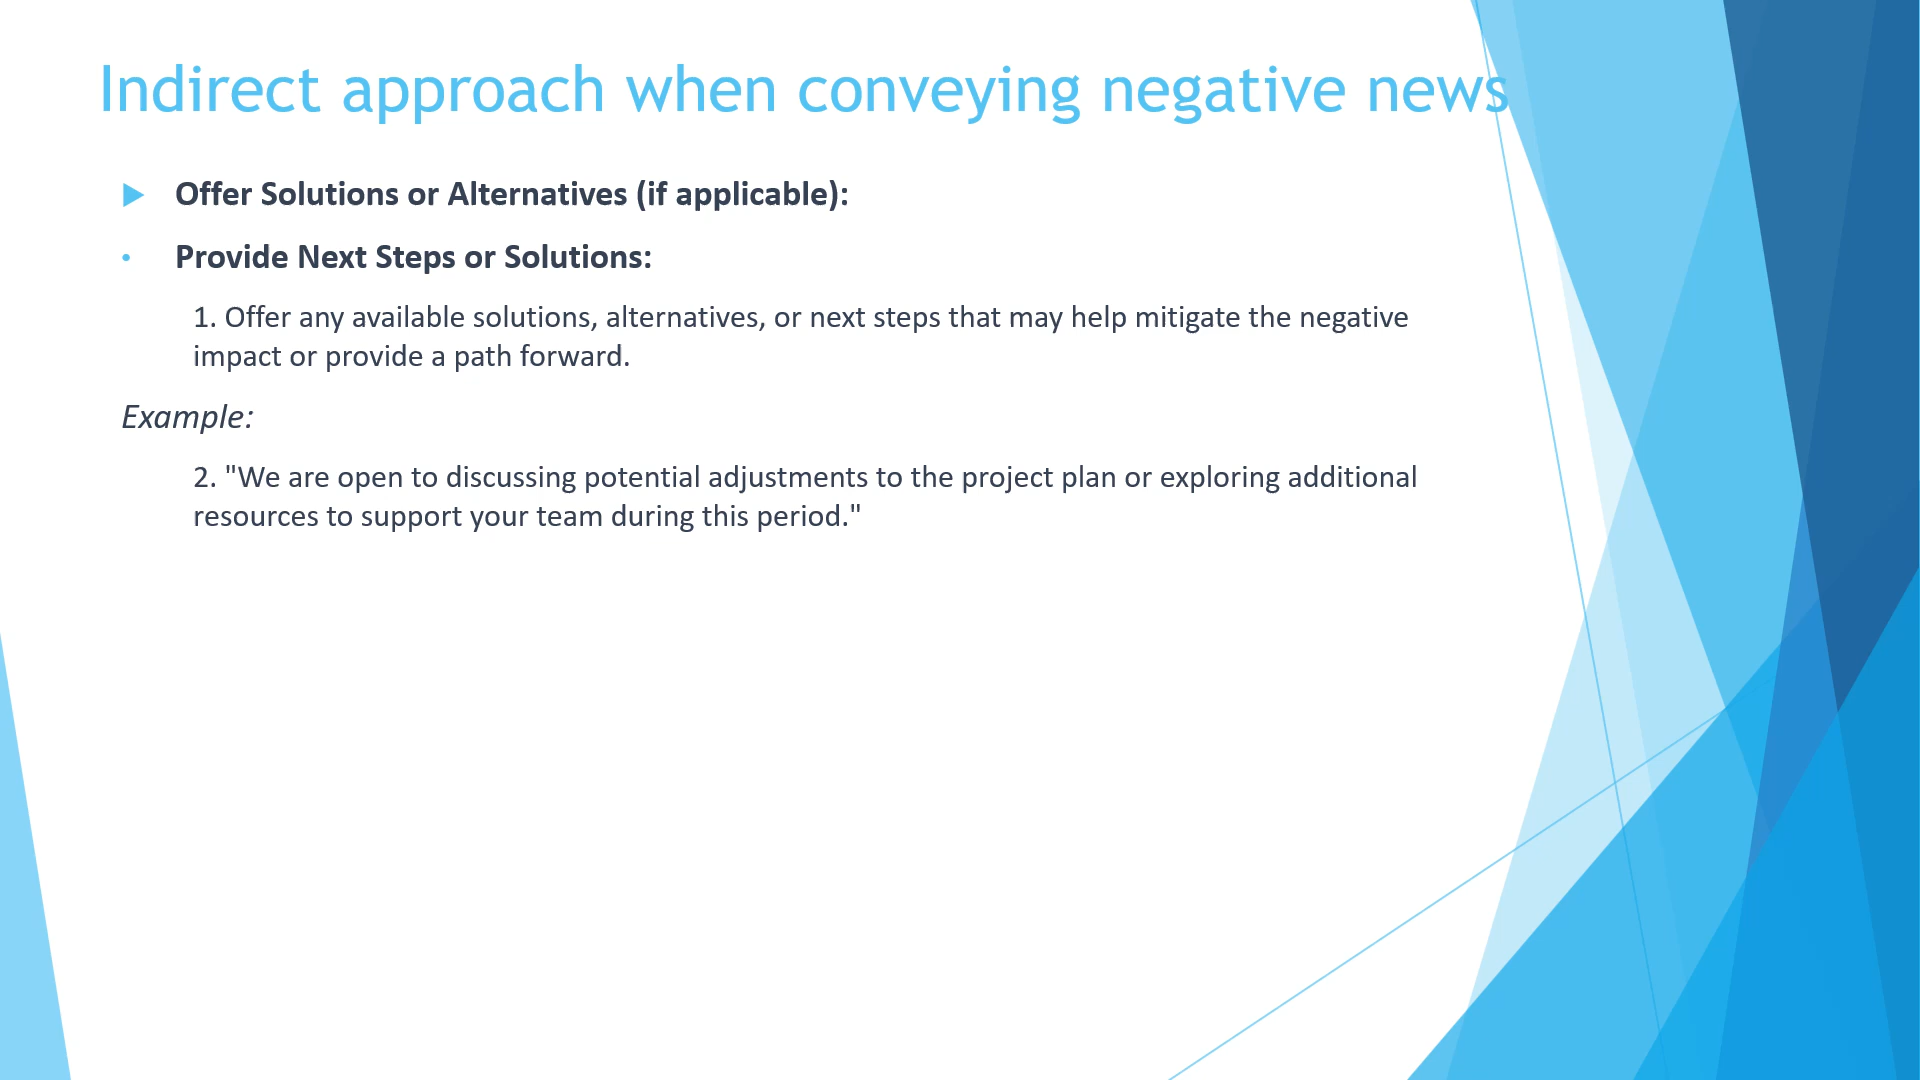 Indirect approach when conveying negative news
Offer Solutions or Alternatives (if applicable):
Provide Next Steps or Solutions:
1. Offer any available solutions, alternatives, or next steps that may help mitigate the negative
impact or provide a path forward.
Example:
2. "We are open to discussing potential adjustments to the project plan or exploring additional
resources to support your team during this period."